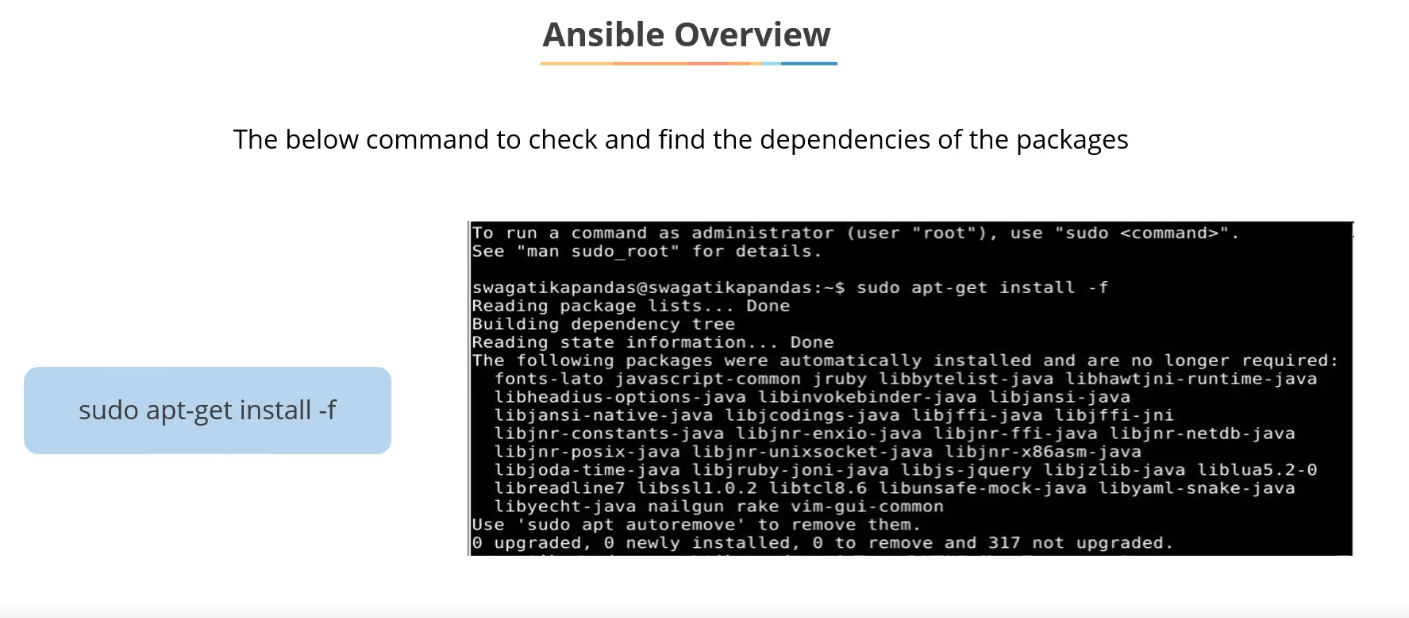 Ansible Overview
The below command to check and find the dependencies of the packages
To run a command as administrator (user "root"), use "sudo <command>".
See "man sudo_root" for details.
swagatikapandas@swagatikapandas:~$ sudo apt-get install -f
Reading package lists... Done
Building dependency tree
Reading state information... Done
The following packages were automatically installed and are no longer required:
fonts-lato javascript-common jruby libbytelist-java libhawtjni-runtime-java
libheadius-options-java libinvokebinder-java libjansi-java
libjansi-native-java libjcodings-java libjffi-java libjffi-jni
libjnr-constants-java libjnr-enxio-java libjnr-ffi-java libjnr-netdb-java
libjnr-posix-java libjnr-unixsocket-java libjnr-x86asm-java
libjoda-time-java libjruby-joni-java libjs-jquery libjzlib-java liblua5.2-0
libreadline7 libssl1.0.2 libtcl8.6 libunsafe-mock-java libyaml-snake-java
libyecht-java nailgun rake vim-gui-common
Use 'sudo apt autoremove' to remove them.
0 upgraded, 0 newly installed, 0 to remove and 317 not upgraded.
sudo apt-get install -f